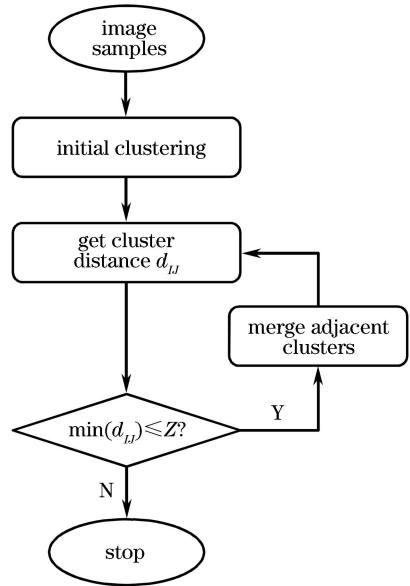 image
samples
initial clustering
get cluster
distance d_IJ
merge adjacent
clusters
min(d_IJ)≤Z?
Y
N
stop